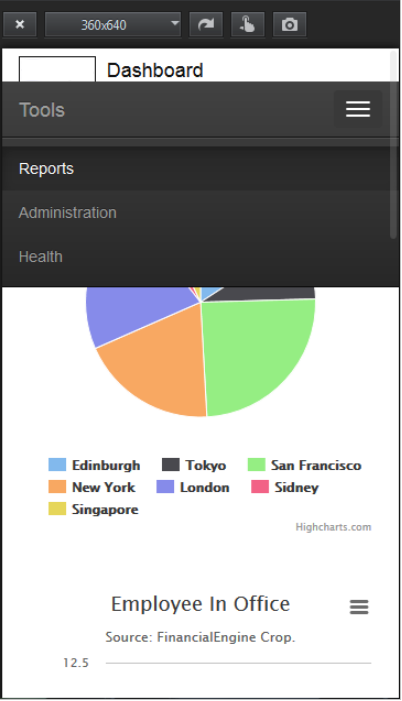 × 360x640
Dashboard
Tools
Reports
Administration
Health
Edinburgh Tokyo San Francisco
New York London Sidney
Singapore
Highcharts.com
Employee In Office
Source: FinancialEngine Crop.
12.5